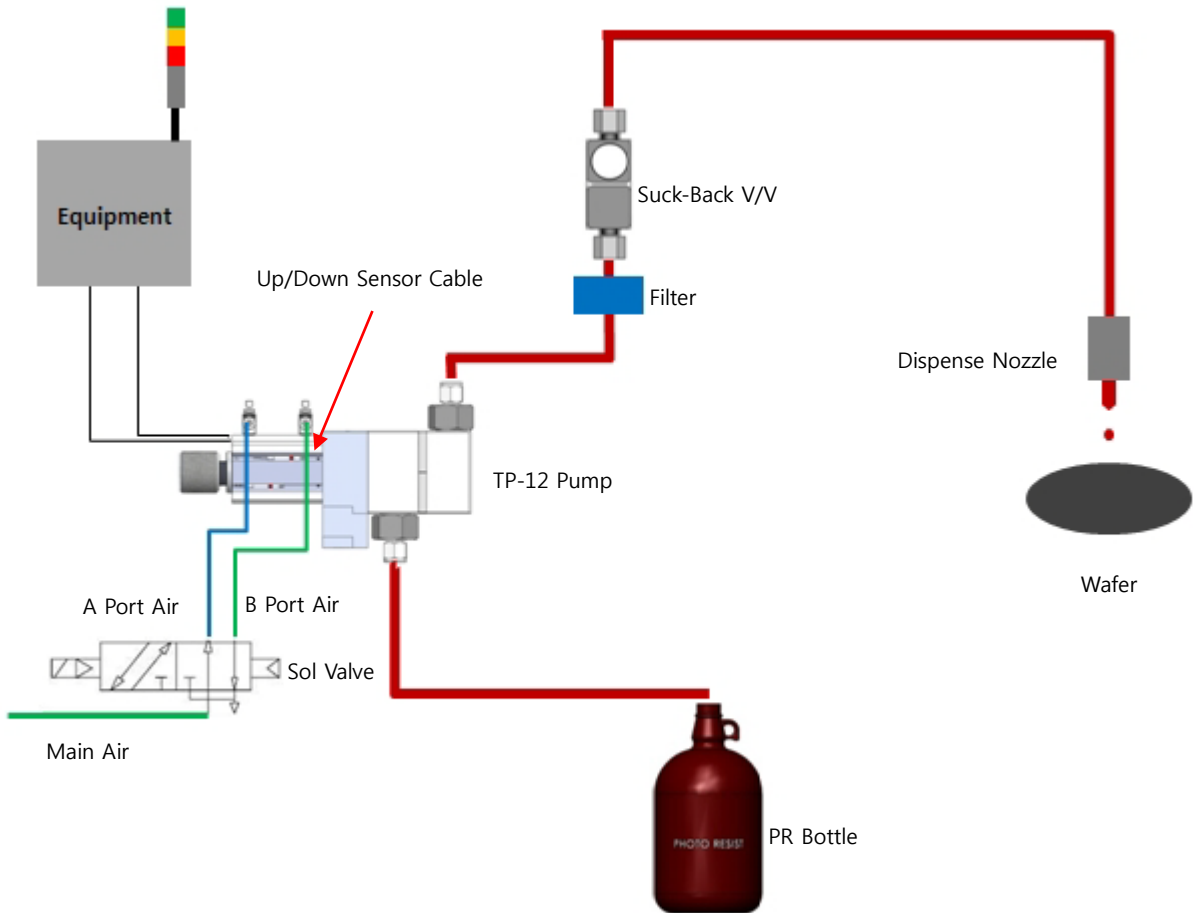 Suck-Back V/V
Equipment
Up/Down Sensor Cable
Filter
Dispense Nozzle
TP-12 Pump
Wafer
A Port Air
B Port Air
Sol Valve
Main Air
PHOTO RESIST
PR Bottle